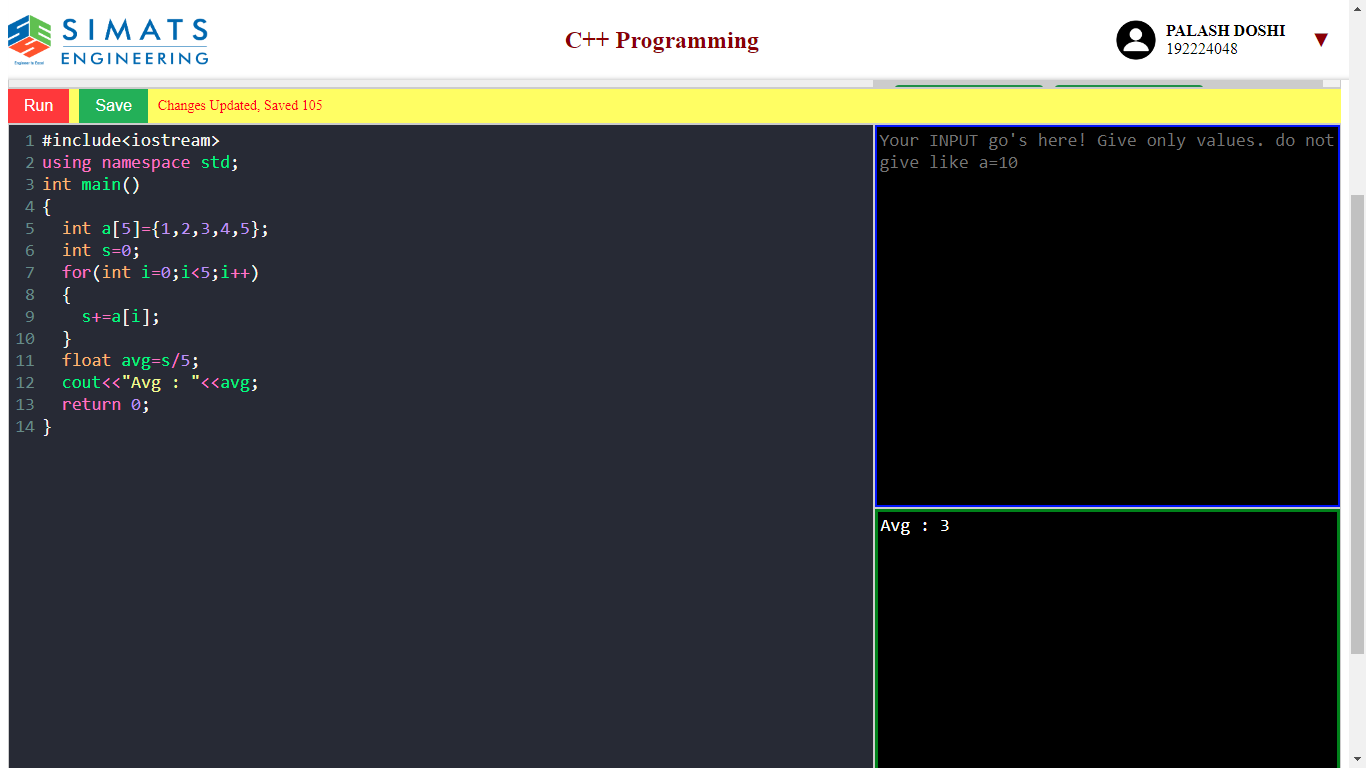 SIMATS
ENGINEERING
Engineer to Excel
C++ Programming
PALASH DOSHI
192224048
▼
Run Save Changes Updated, Saved 105
1 #include<iostream>
2 using namespace std;
3 int main()
4 {
5   int a[5]={1,2,3,4,5};
6   int s=0;
7   for(int i=0;i<5;i++)
8   {
9     s+=a[i];
10   }
11   float avg=s/5;
12   cout<<"Avg : "<<avg;
13   return 0;
14 }
Your INPUT go's here! Give only values. do not
give like a=10
Avg : 3